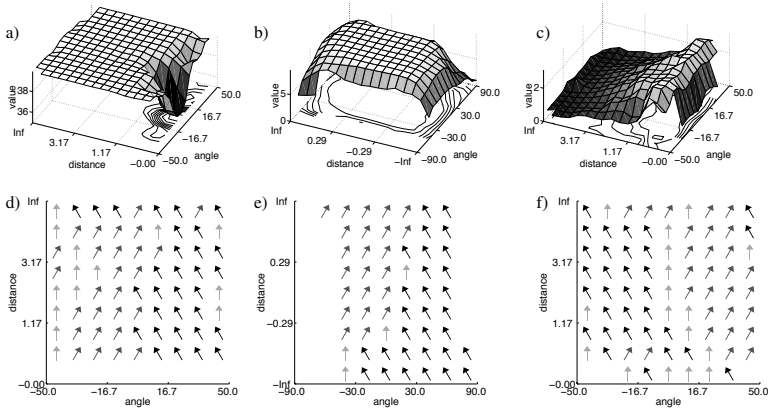 a)
b)
c)
value
38
36
Inf
3.17
1.17
-0.00
distance
-50.0
-16.7
16.7
50.0
angle
value
5
0
Inf
0.29
-0.29
-Inf
distance
-90.0
-30.0
30.0
90.0
angle
value
2
0
Inf
3.17
1.17
-0.00
distance
-50.0
-16.7
16.7
50.0
angle
d)
Inf
3.17
distance
1.17
-0.00
-50.0
-16.7
16.7
50.0
angle
e)
Inf
0.29
distance
-0.29
-Inf
-90.0
-30.0
30.0
90.0
angle
f)
Inf
3.17
distance
1.17
-0.00
-50.0
-16.7
16.7
50.0
angle